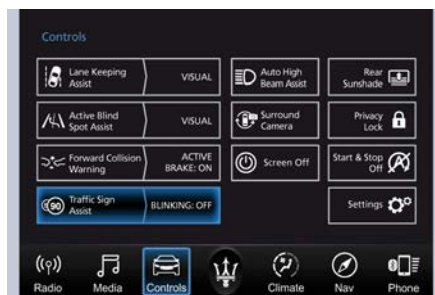 Controls
Lane Keeping
Assist
VISUAL
Auto High
Beam Assist
Rear
Sunshade
Active Blind
Spot Assist
VISUAL
Surround
Camera
Privacy
Lock
Forward Collision
Warning
ACTIVE
BRAKE: ON
Screen Off
Start & Stop
Off
90
Traffic Sign
Assist
BLINKING: OFF
Settings
Radio
Media
Controls
Climate
Nav
Phone